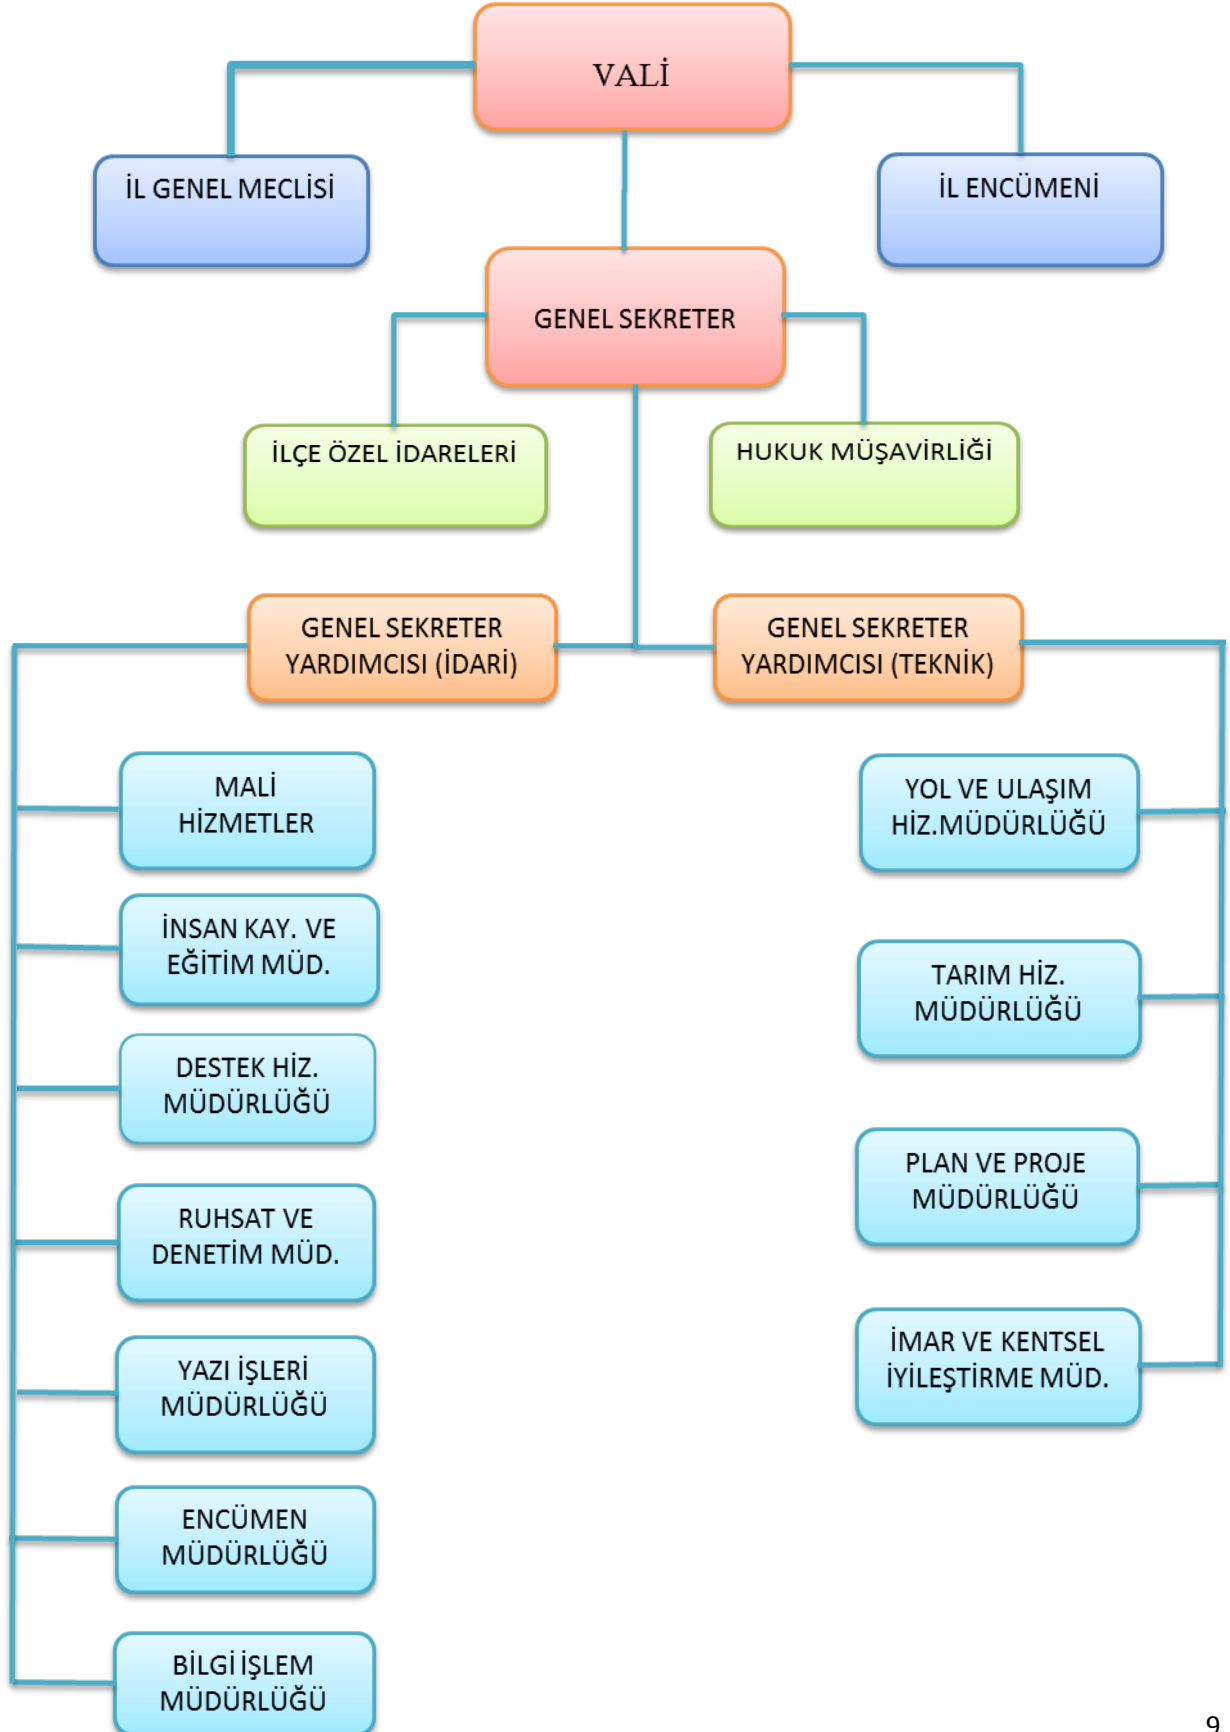 VALİ
İL GENEL MECLİSİ
İL ENCÜMENİ
GENEL SEKRETER
İLÇE ÖZEL İDARELERİ
HUKUK MÜŞAVİRLİĞİ
GENEL SEKRETER
YARDIMCISI (İDARİ)
GENEL SEKRETER
YARDIMCISI (TEKNİK)
MALİ
HİZMETLER
İNSAN KAY. VE
EĞİTİM MÜD.
DESTEK HİZ.
MÜDÜRLÜĞÜ
RUHSAT VE
DENETİM MÜD.
YAZI İŞLERİ
MÜDÜRLÜĞÜ
ENCÜMEN
MÜDÜRLÜĞÜ
BİLGİ İŞLEM
MÜDÜRLÜĞÜ
YOL VE ULAŞIM
HİZ.MÜDÜRLÜĞÜ
TARIM HİZ.
MÜDÜRLÜĞÜ
PLAN VE PROJE
MÜDÜRLÜĞÜ
İMAR VE KENTSEL
İYİLEŞTİRME MÜD.
9